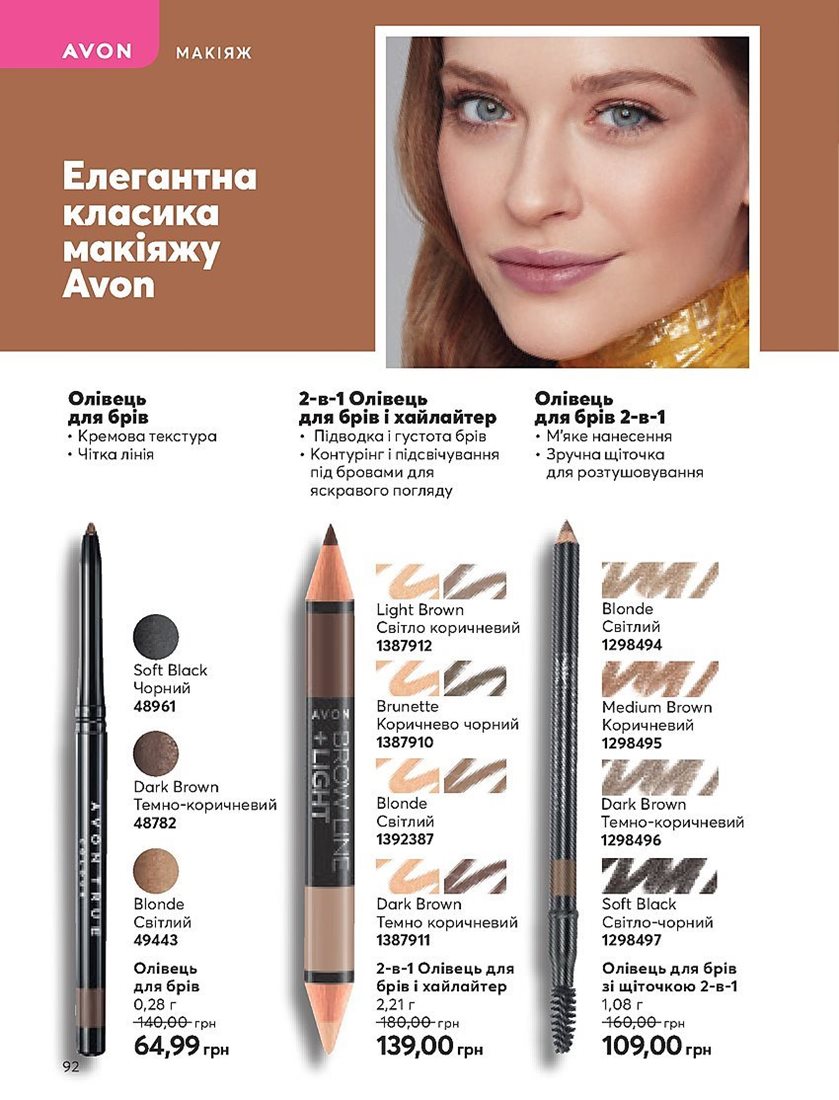 AVON
МАКІЯЖ
Елегантна
класика
макіяжу
Avon
Олівець
для брів
• Кремова текстура
• Чітка лінія
2-в-1 Олівець
для брів і хайлайтер
• Підводка і густота брів
• Контурінг і підсвічування
під бровами для
яскравого погляду
Олівець
для брів 2-в-1
• М'яке нанесення
• Зручна щіточка
для розтушовування
AVON TRUE
COLOUR
Soft Black
Чорний
48961
Dark Brown
Темно-коричневий
48782
Blonde
Світлий
49443
Олівець
для брів
0,28 г
140,00 грн
64,99 грн
AVON
BROW LINE
+ LIGHT
Light Brown
Світло коричневий
1387912
Brunette
Коричнево чорний
1387910
Blonde
Світлий
1392387
Dark Brown
Темно коричневий
1387911
2-в-1 Олівець для
брів і хайлайтер
2,21 г
180,00 грн
139,00 грн
Blonde
Світлий
1298494
Medium Brown
Коричневий
1298495
Dark Brown
Темно-коричневий
1298496
Soft Black
Світло-чорний
1298497
Олівець для брів
зі щіточкою 2-в-1
1,08 г
160,00 грн
109,00 грн
92